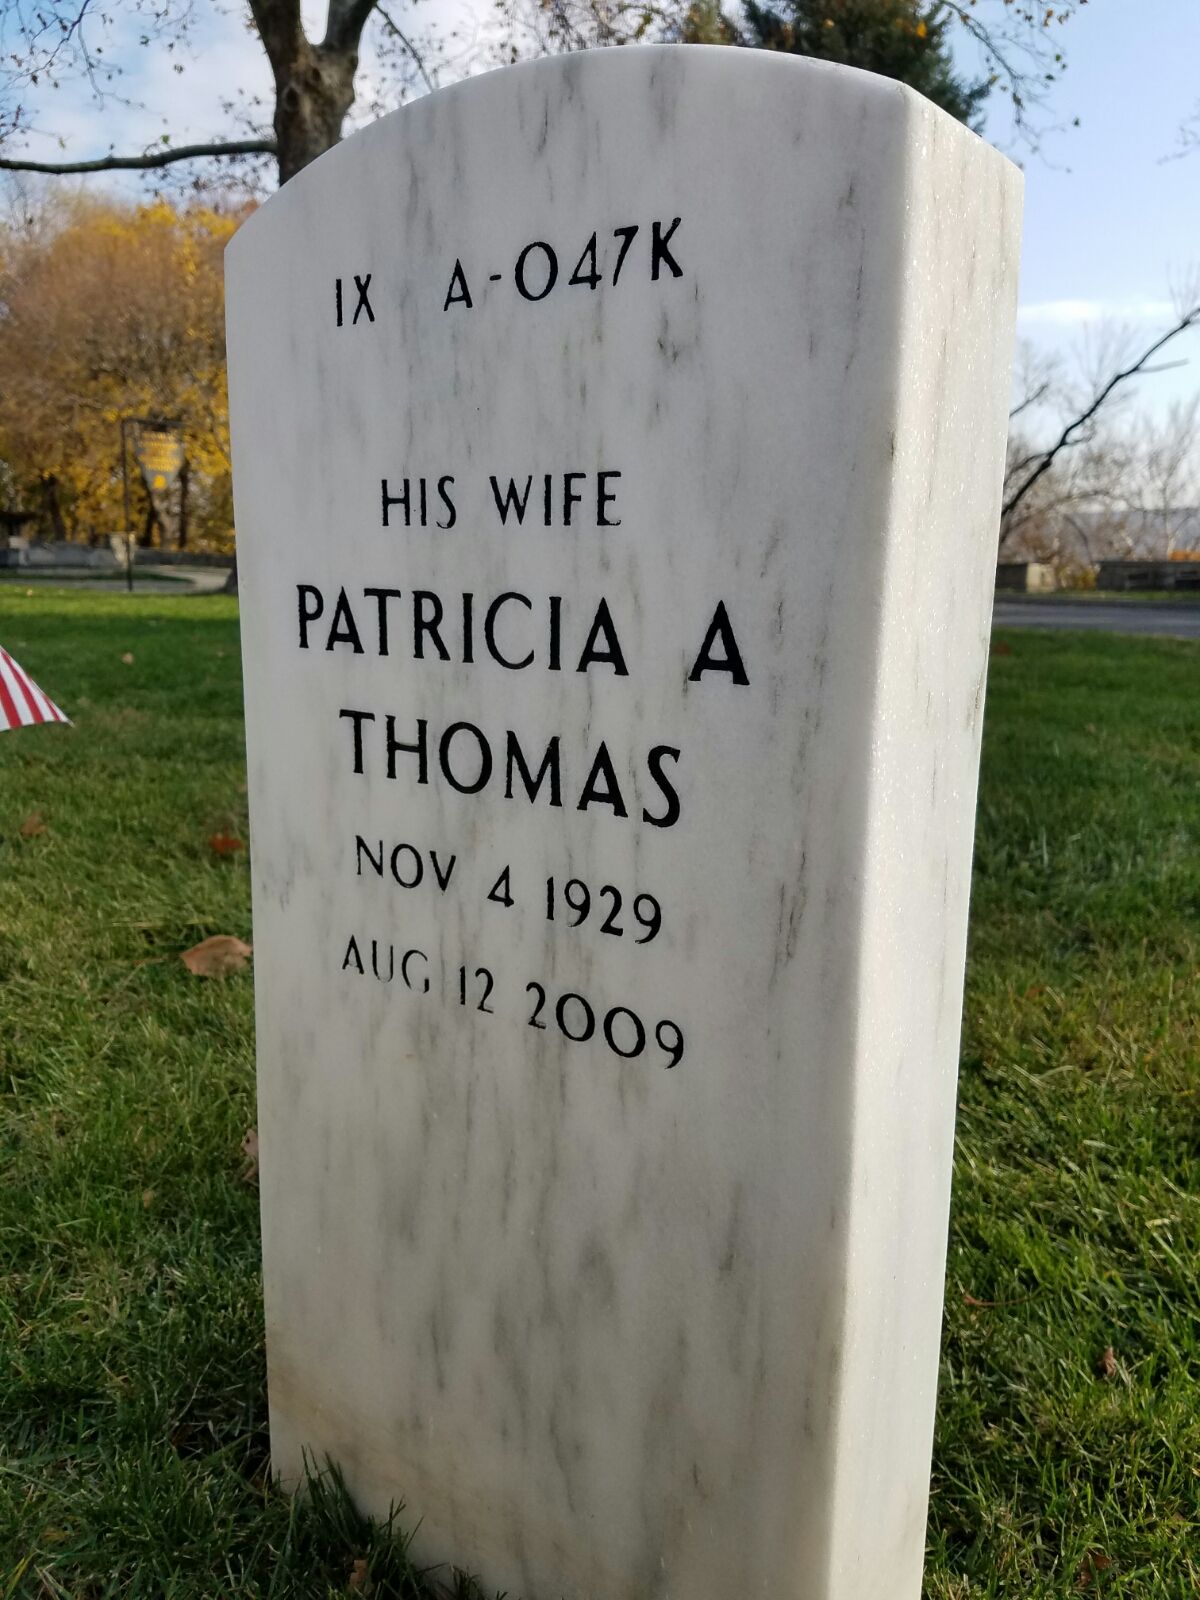 IX A-047K
HIS WIFE
PATRICIA A
THOMAS
NOV 4 1929
AUG 12 2009